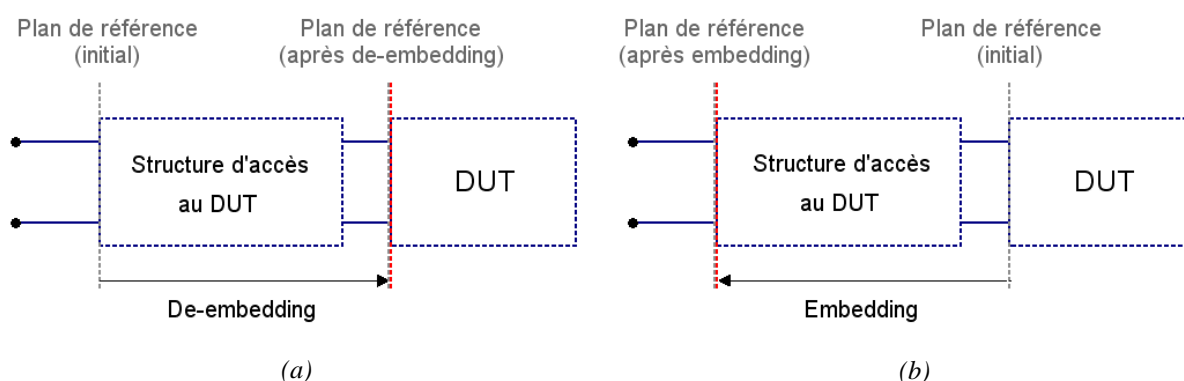 Plan de référence
(initial)
Plan de référence
(après de-embedding)
Structure d'accès
au DUT
DUT
De-embedding
(a)
Plan de référence
(après embedding)
Plan de référence
(initial)
Structure d'accès
au DUT
DUT
Embedding
(b)